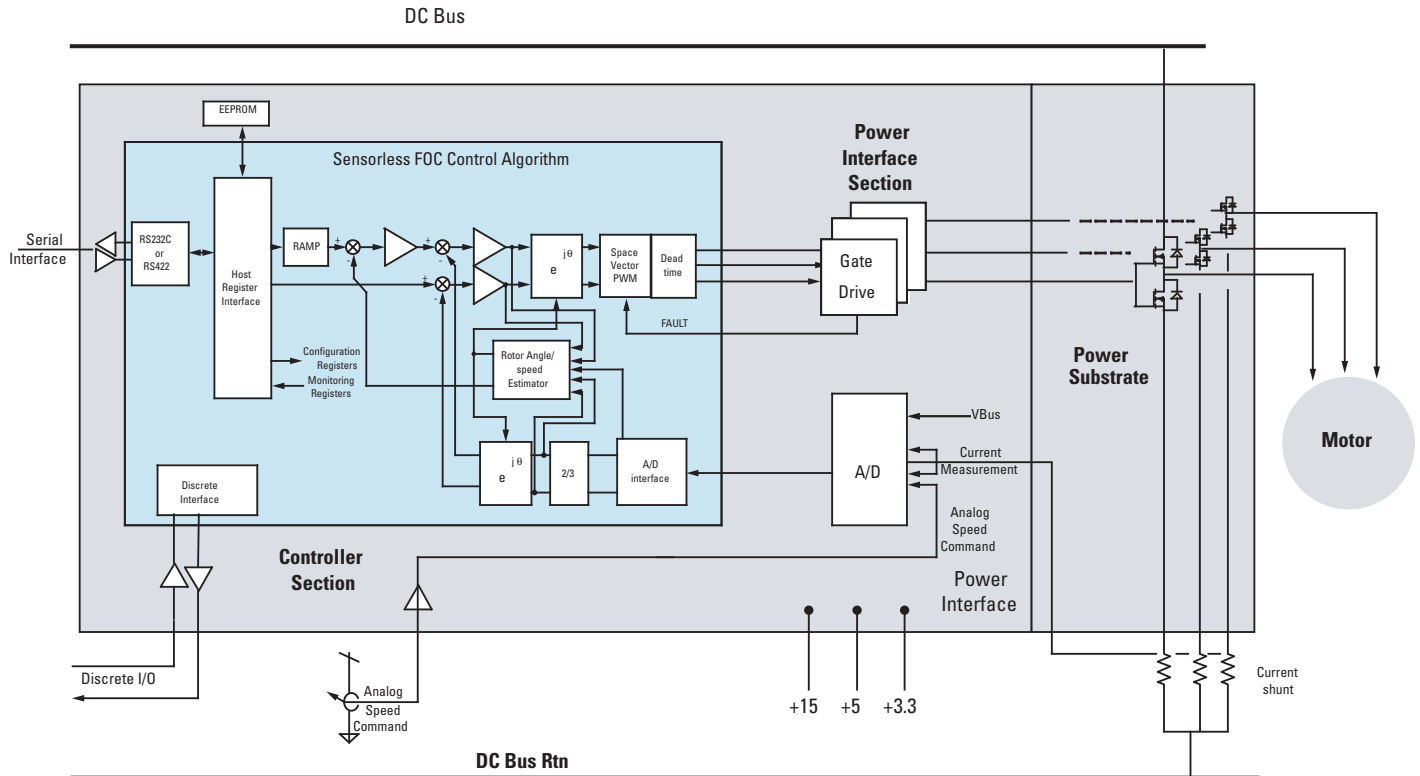 DC Bus
EEPROM
Sensorless FOC Control Algorithm
Power
Interface
Section
Serial
Interface
RS232C
or
RS422
Host
Register
Interface
RAMP
+
-
+
-
+
-
e jθ
Space
Vector
PWM
Dead
time
Gate
Drive
FAULT
Configuration
Registers
Monitoring
Registers
Rotor Angle/
speed
Estimator
Power
Substrate
Motor
e jθ
2/3
A/D
interface
A/D
VBus
Current
Measurement
Analog
Speed
Command
Discrete
Interface
Controller
Section
Power
Interface
Discrete I/O
Analog
Speed
Command
+15
+5
+3.3
Current
shunt
DC Bus Rtn